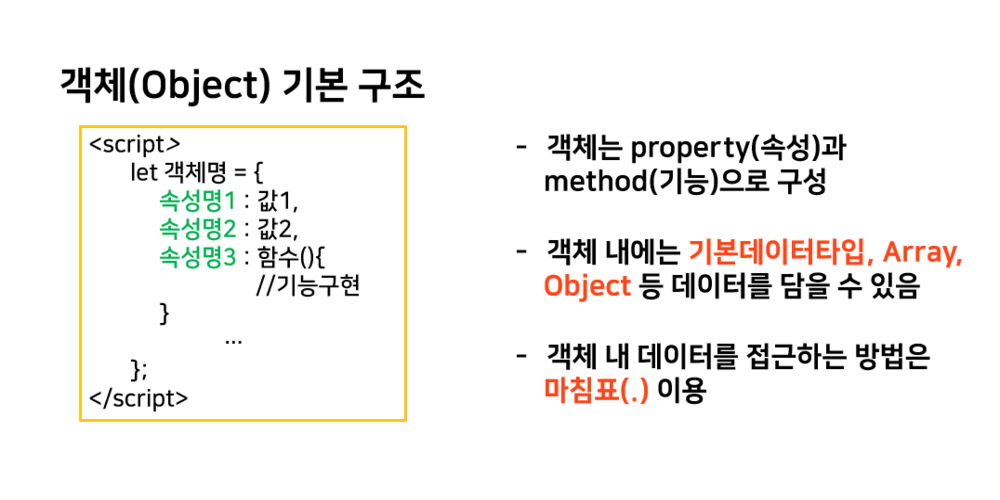 객체(Object) 기본 구조
<script>
let 객체명 = {
속성명1 : 값1,
속성명2 : 값2,
속성명3 : 함수(){
//기능구현
}
...
};
</script>
- 객체는 property(속성)과
method(기능)으로 구성
- 객체 내에는 기본데이터타입, Array,
Object 등 데이터를 담을 수 있음
- 객체 내 데이터를 접근하는 방법은
마침표(.) 이용